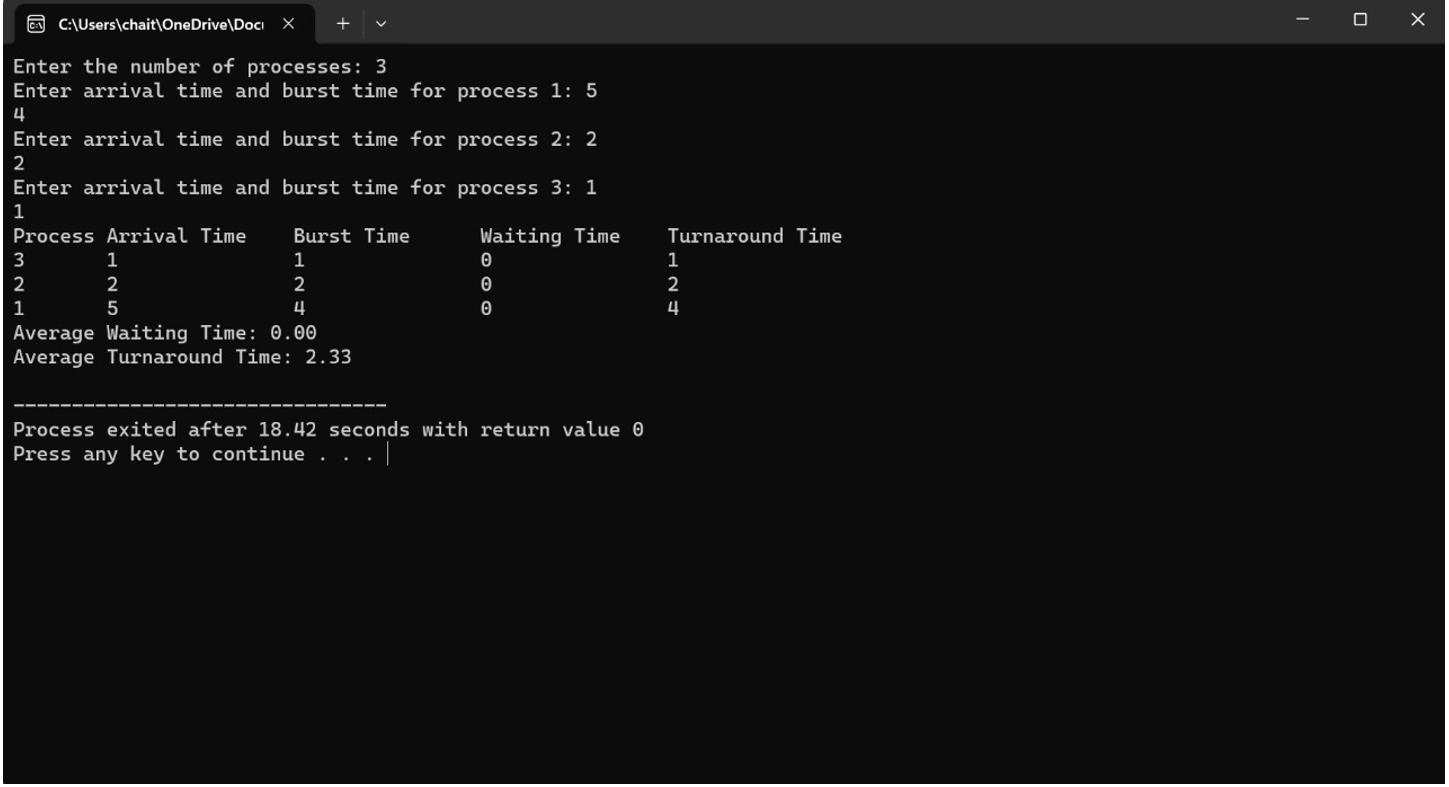 C:\Users\chait\OneDrive\Docu
Enter the number of processes: 3
Enter arrival time and burst time for process 1: 5
4
Enter arrival time and burst time for process 2: 2
2
Enter arrival time and burst time for process 3: 1
1
Process Arrival Time    Burst Time      Waiting Time    Turnaround Time
3       1               1               0               1
2       2               2               0               2
1       5               4               0               4
Average Waiting Time: 0.00
Average Turnaround Time: 2.33
--------------------------------
Process exited after 18.42 seconds with return value 0
Press any key to continue . . .